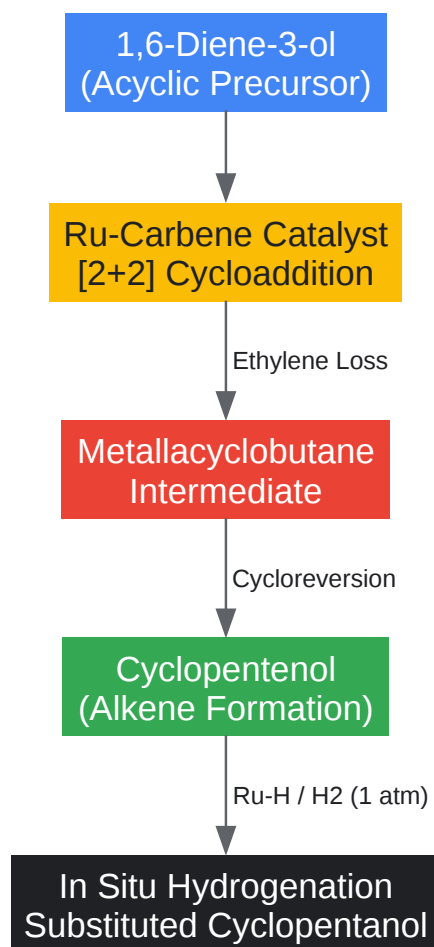 1,6-Diene-3-ol
(Acyclic Precursor)
Ru-Carbene Catalyst
[2+2] Cycloaddition
Ethylene Loss
Metallacyclobutane
Intermediate
Cycloreversion
Cyclopentenol
(Alkene Formation)
Ru-H / H2 (1 atm)
In Situ Hydrogenation
Substituted Cyclopentanol